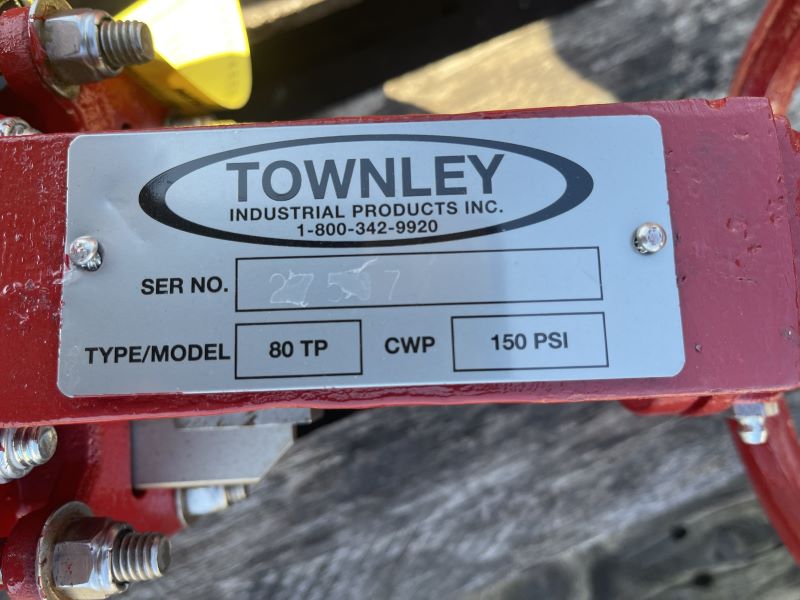 TOWNLEY
INDUSTRIAL PRODUCTS INC.
1-800-342-9920
SER NO.
TYPE/MODEL 80 TP CWP 150 PSI